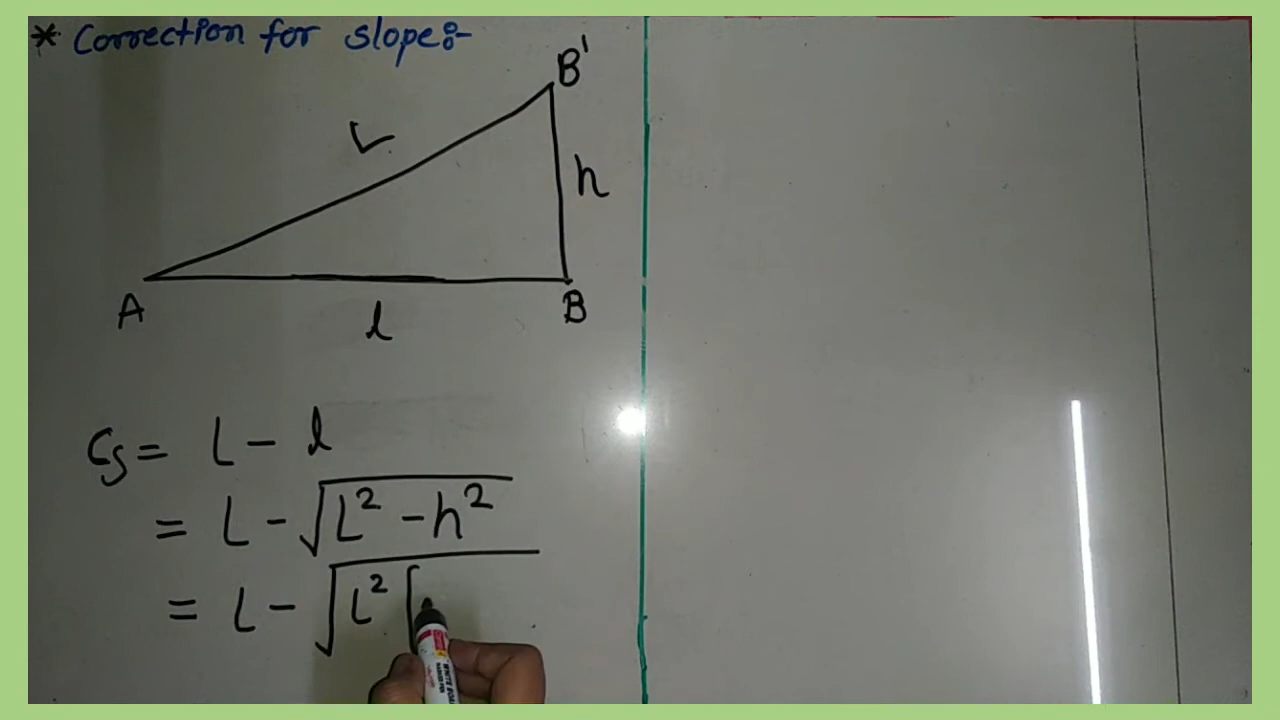 * Correction for slope:-
B'
L
h
A
B
l
Cs = L - l
= L - √L² - h²
= L - √L² [